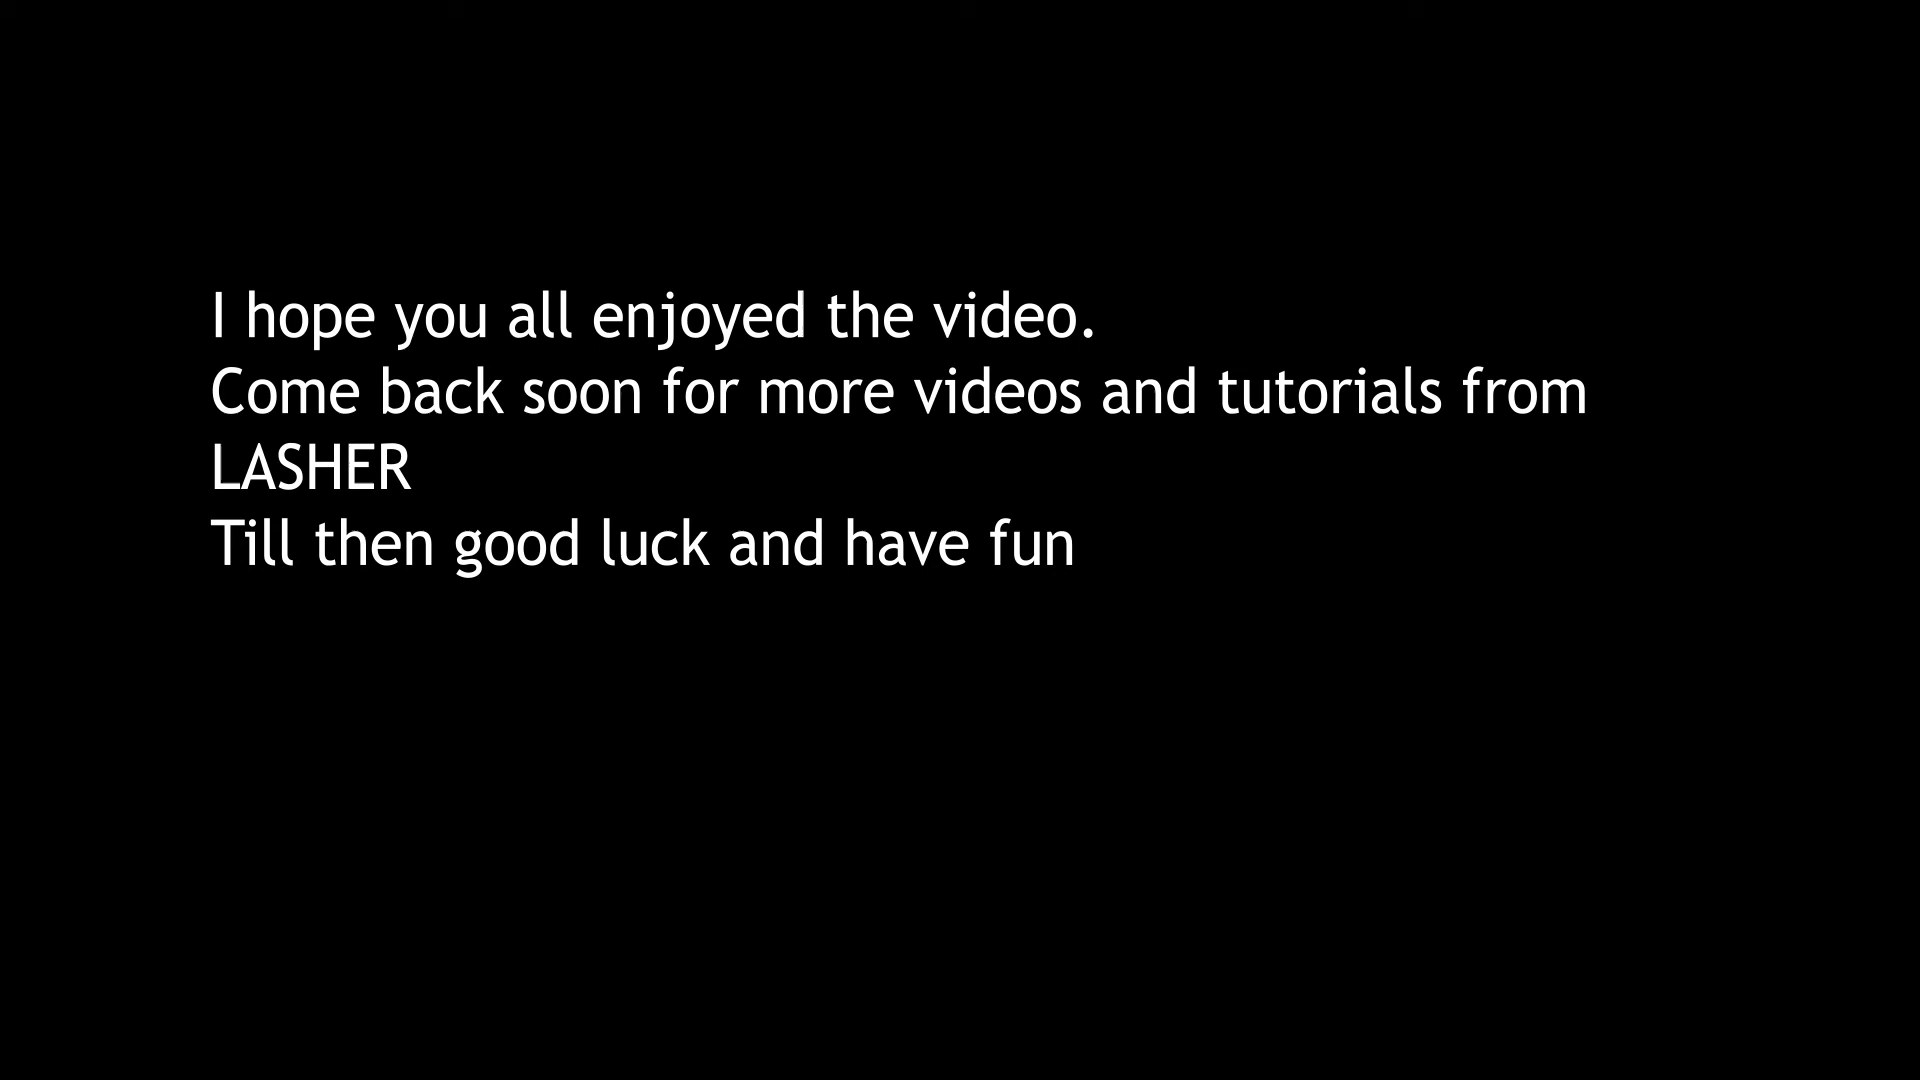 I hope you all enjoyed the video.
Come back soon for more videos and tutorials from
LASHER
Till then good luck and have fun